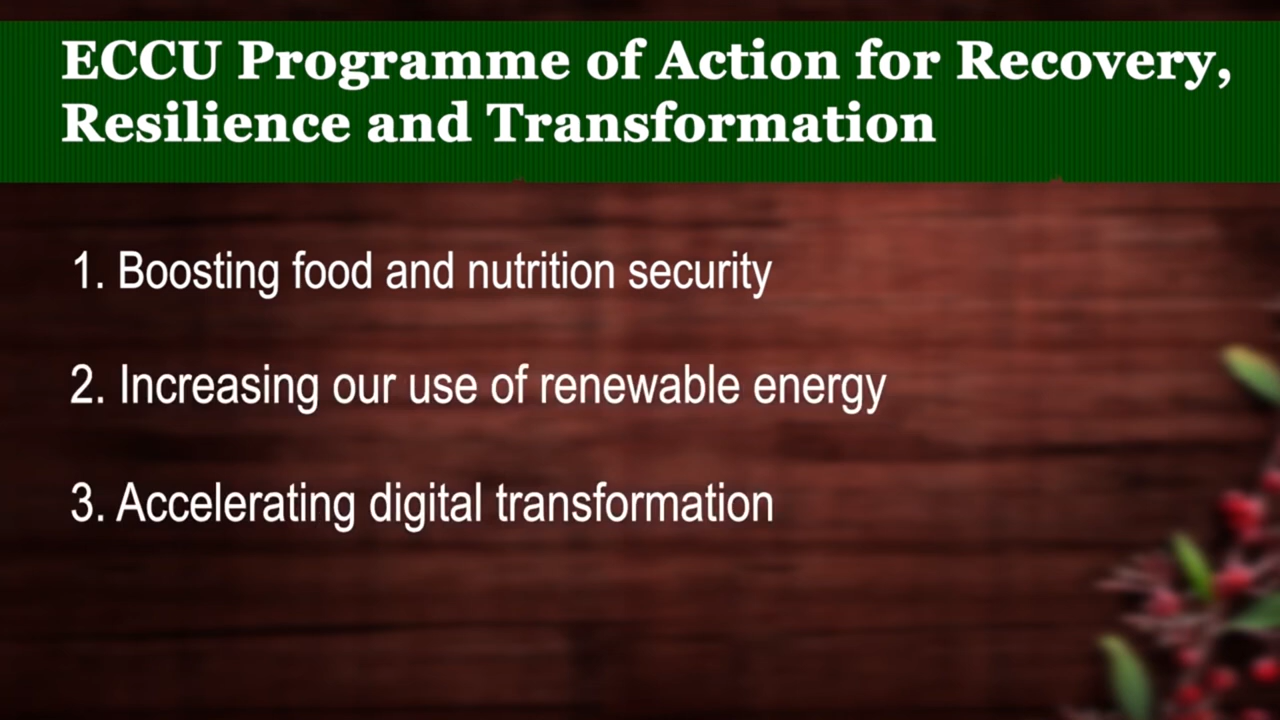 ECCU Programme of Action for Recovery,
Resilience and Transformation
1. Boosting food and nutrition security
2. Increasing our use of renewable energy
3. Accelerating digital transformation